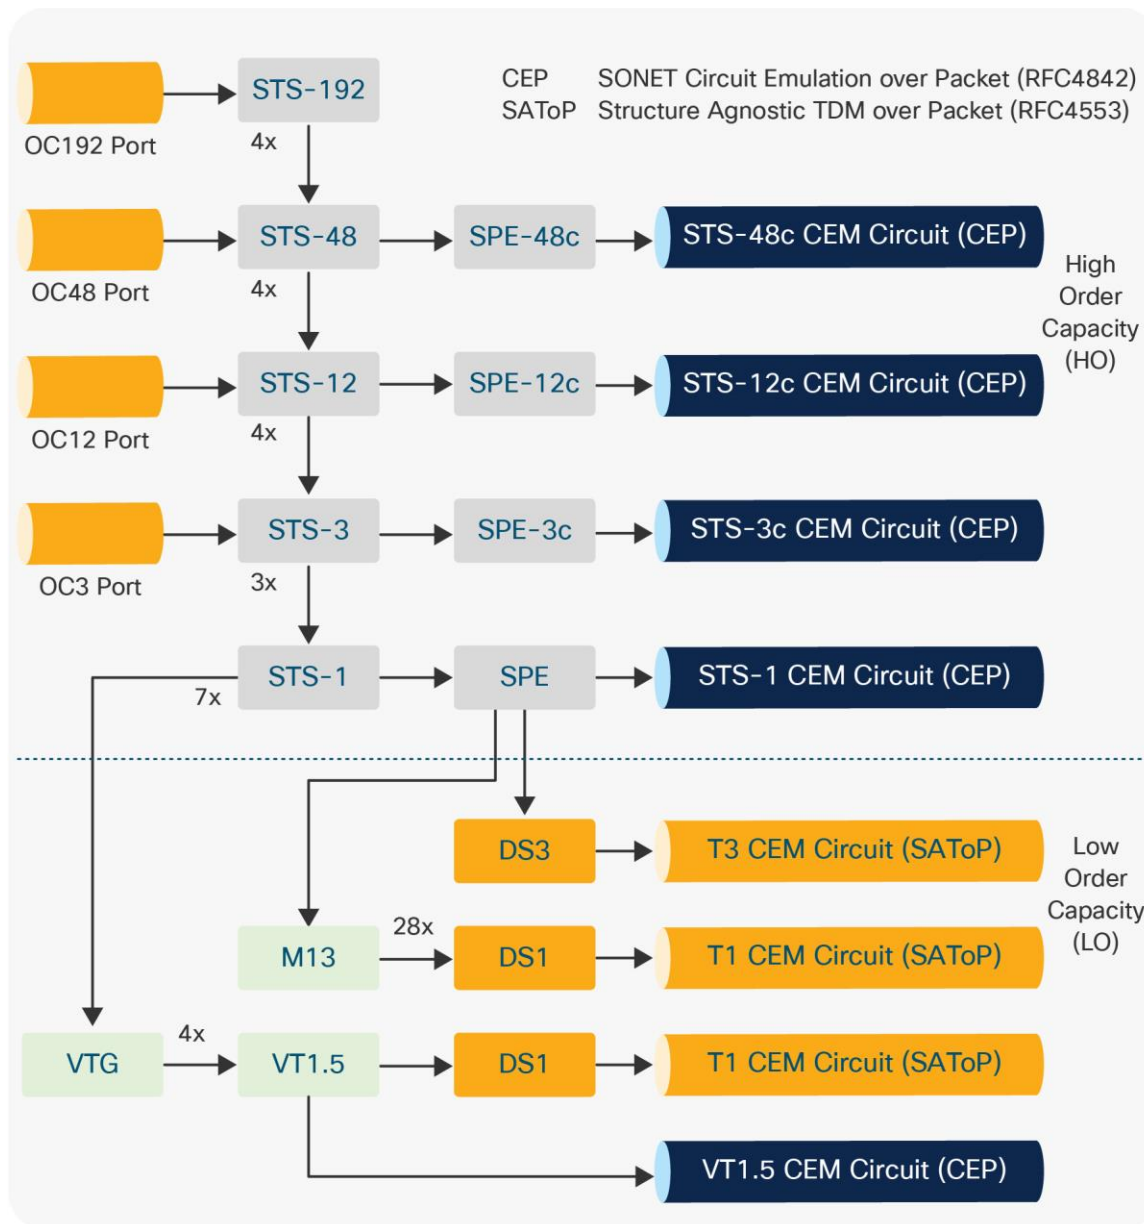 STS-192
CEP SONET Circuit Emulation over Packet (RFC4842)
SAToP Structure Agnostic TDM over Packet (RFC4553)
OC192 Port
4x
STS-48
SPE-48c
STS-48c CEM Circuit (CEP)
OC48 Port
4x
High
Order
Capacity
(HO)
STS-12
SPE-12c
STS-12c CEM Circuit (CEP)
OC12 Port
4x
STS-3
SPE-3c
STS-3c CEM Circuit (CEP)
OC3 Port
3x
STS-1
SPE
STS-1 CEM Circuit (CEP)
7x
DS3
T3 CEM Circuit (SAToP)
Low
Order
Capacity
(LO)
M13
28x
DS1
T1 CEM Circuit (SAToP)
VTG
4x
VT1.5
DS1
T1 CEM Circuit (SAToP)
VT1.5 CEM Circuit (CEP)